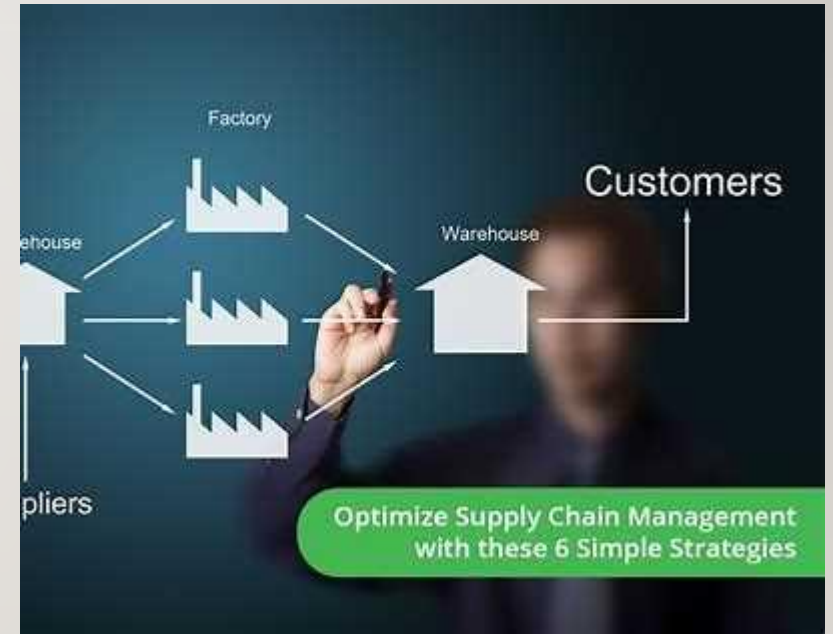 Factory
Customers
ehouse
Warehouse
pliers
Optimize Supply Chain Management
with these 6 Simple Strategies